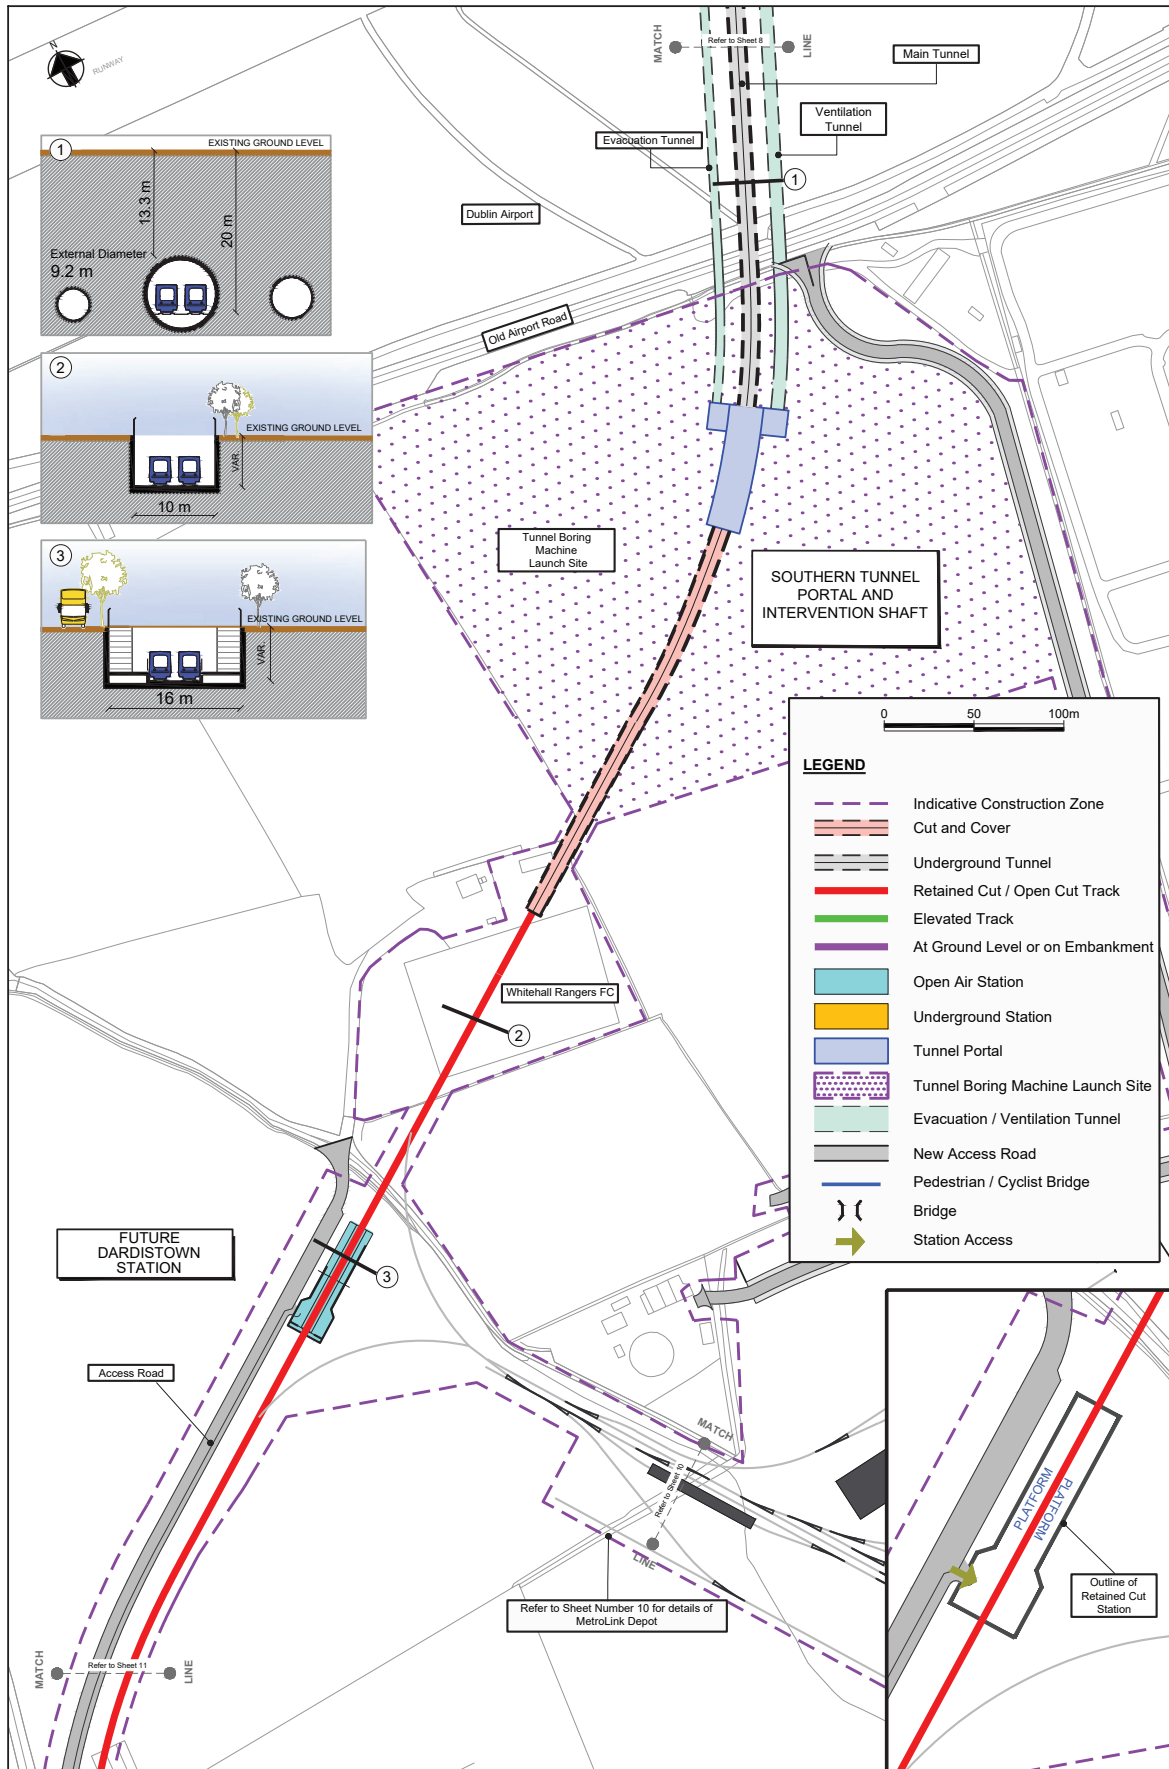 N
RUNWAY
MATCH
Refer to Sheet 8
LINE
Main Tunnel
Ventilation
Tunnel
Evacuation Tunnel
1
Dublin Airport
Old Airport Road
1
EXISTING GROUND LEVEL
13.3 m
20 m
External Diameter
9.2 m
2
EXISTING GROUND LEVEL
VAR.
10 m
3
EXISTING GROUND LEVEL
VAR.
16 m
Tunnel Boring
Machine
Launch Site
SOUTHERN TUNNEL
PORTAL AND
INTERVENTION SHAFT
0
50
100m
LEGEND
Indicative Construction Zone
Cut and Cover
Underground Tunnel
Retained Cut / Open Cut Track
Elevated Track
At Ground Level or on Embankment
Open Air Station
Underground Station
Tunnel Portal
Tunnel Boring Machine Launch Site
Evacuation / Ventilation Tunnel
New Access Road
Pedestrian / Cyclist Bridge
Bridge
Station Access
Whitehall Rangers FC
2
FUTURE
DARDISTOWN
STATION
3
Access Road
MATCH
Refer to Sheet 10
LINE
Refer to Sheet Number 10 for details of
MetroLink Depot
MATCH
Refer to Sheet 11
LINE
PLATFORM
PLATFORM
Outline of
Retained Cut
Station